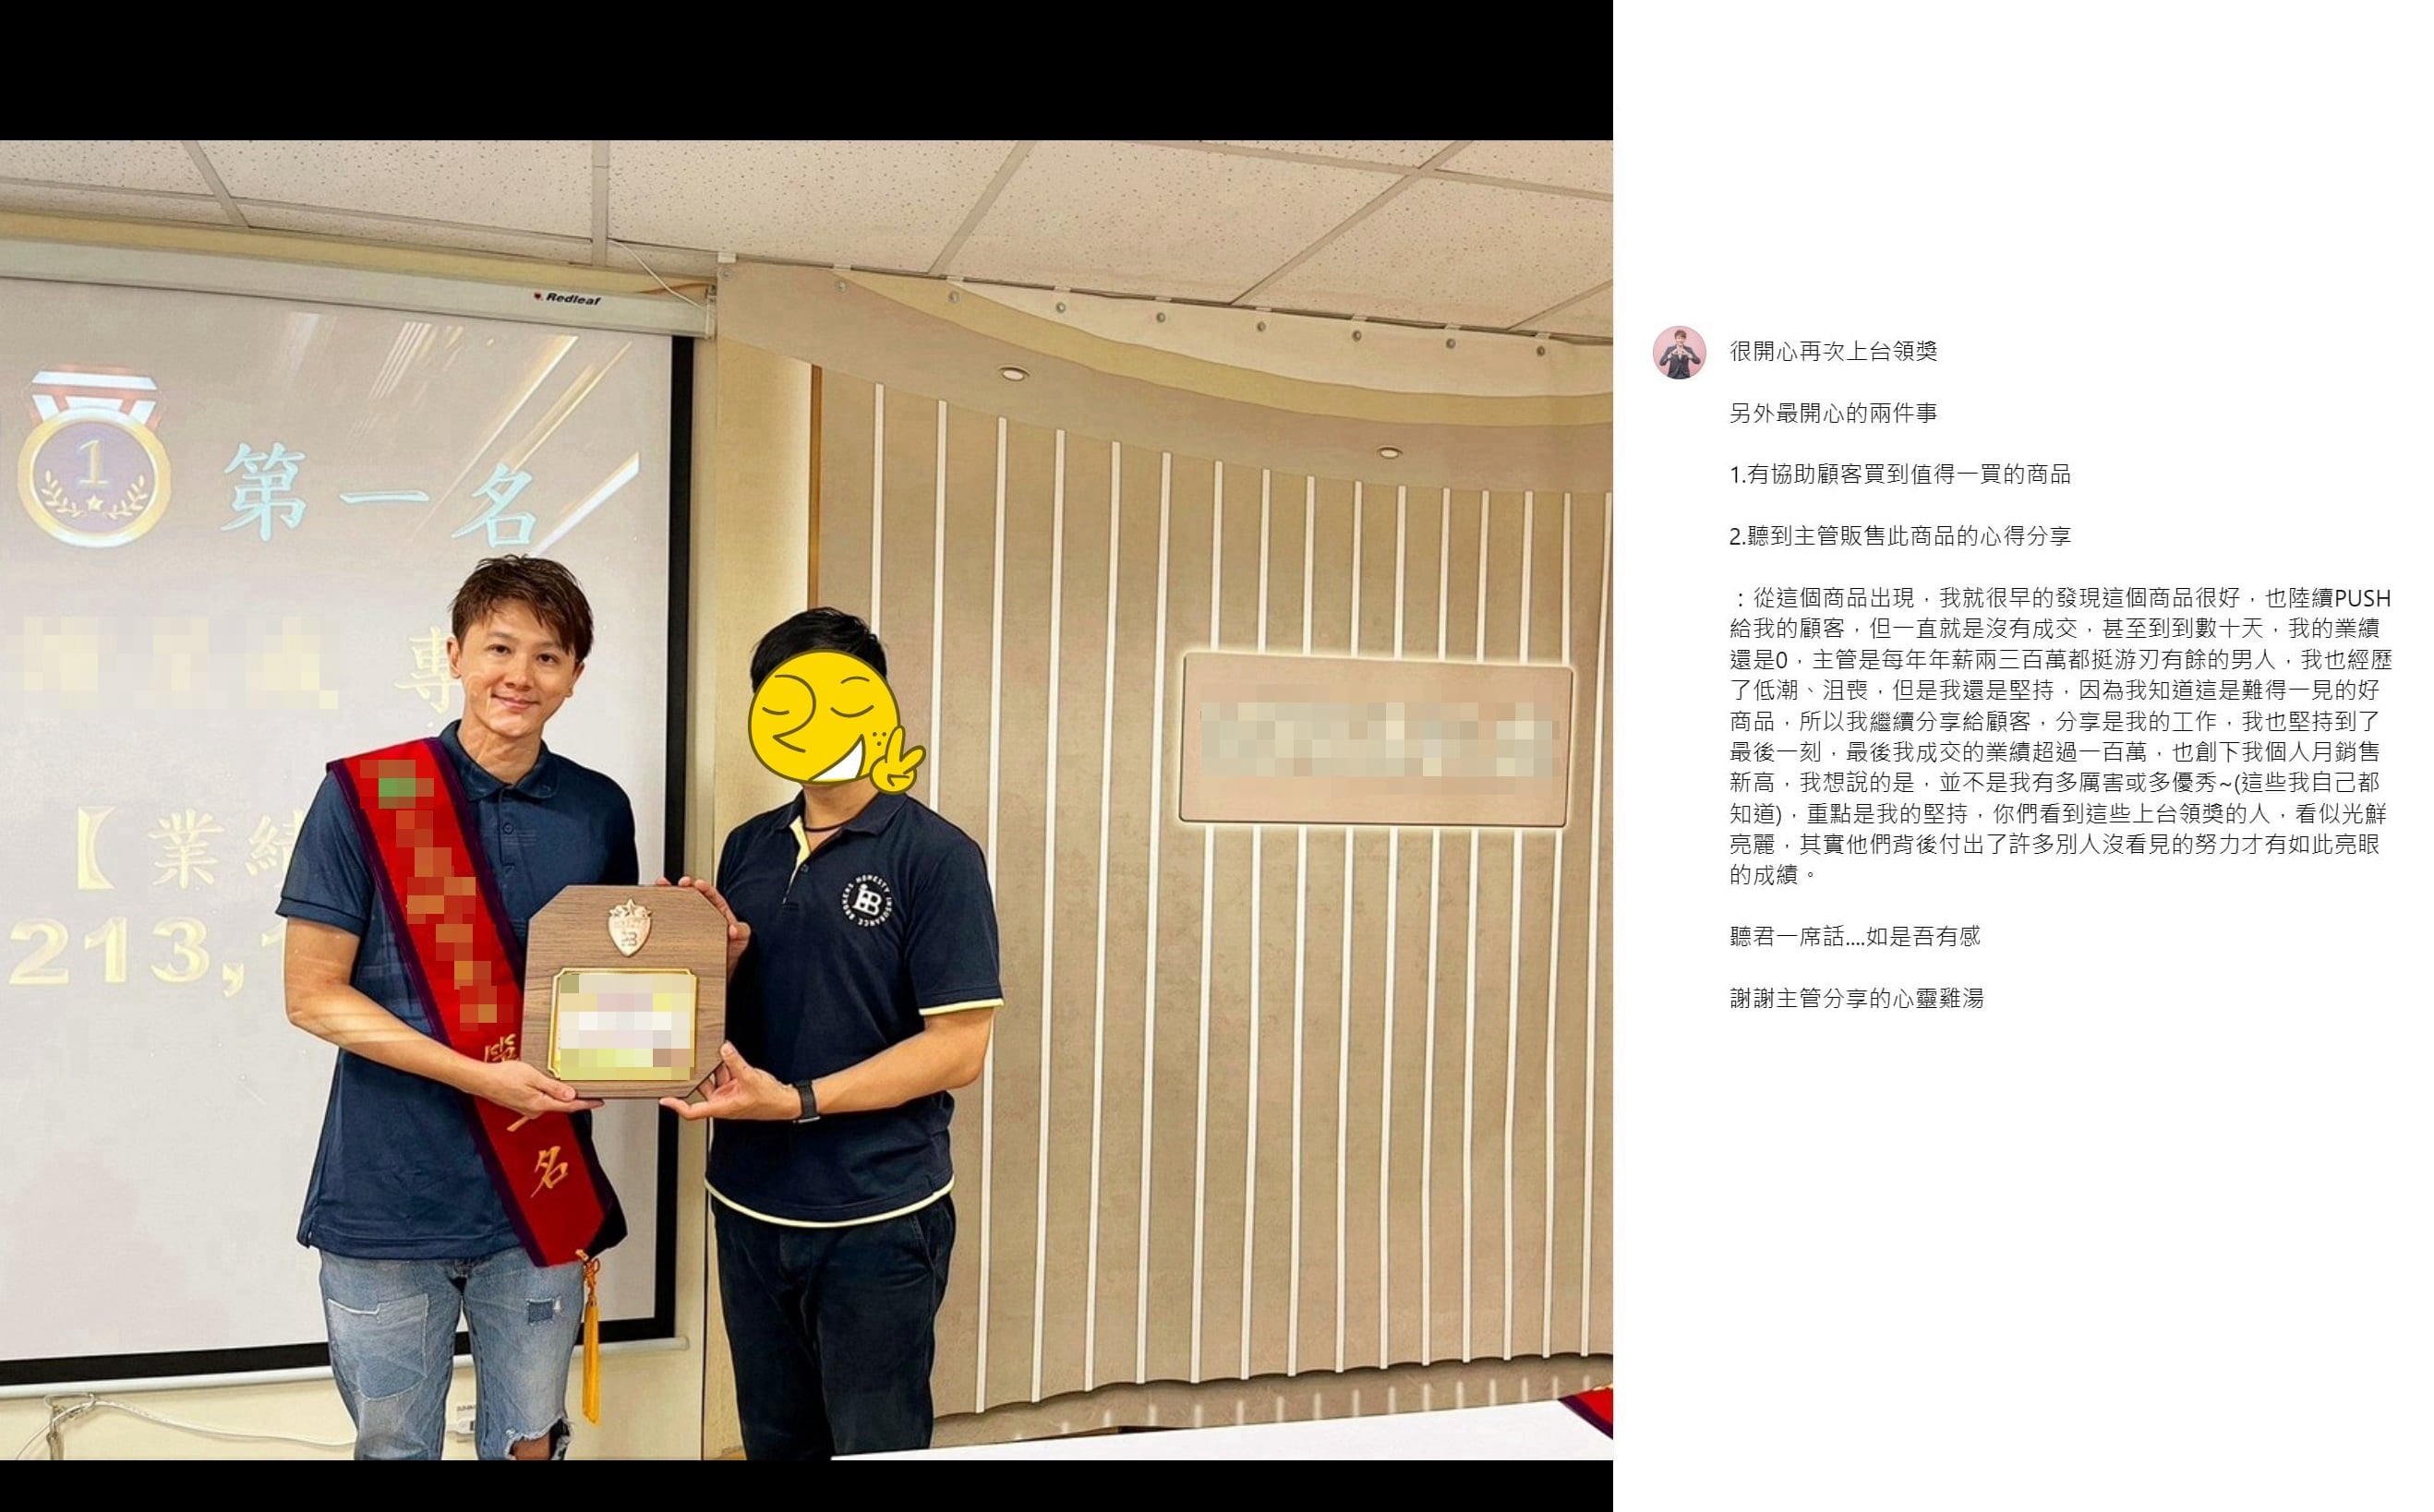 Redleaf
1
第一名
專
【業績
213,1
HONESTY INSURANCE BROKERS
名
很開心再次上台領獎
另外最開心的兩件事
1.有協助顧客買到值得一買的商品
2.聽到主管販售此商品的心得分享
：從這個商品出現，我就很早的發現這個商品很好，也陸續PUSH
給我的顧客，但一直就是沒有成交，甚至到到數十天，我的業績
還是0，主管是每年年薪兩三百萬都挺游刃有餘的男人，我也經歷
了低潮、沮喪，但是我還是堅持，因為我知道這是難得一見的好
商品，所以我繼續分享給顧客，分享是我的工作，我也堅持到了
最後一刻，最後我成交的業績超過一百萬，也創下我個人月銷售
新高，我想說的是，並不是我有多厲害或多優秀~(這些我自己都
知道)，重點是我的堅持，你們看到這些上台領獎的人，看似光鮮
亮麗，其實他們背後付出了許多別人沒看見的努力才有如此亮眼
的成績。
聽君一席話....如是吾有感
謝謝主管分享的心靈雞湯